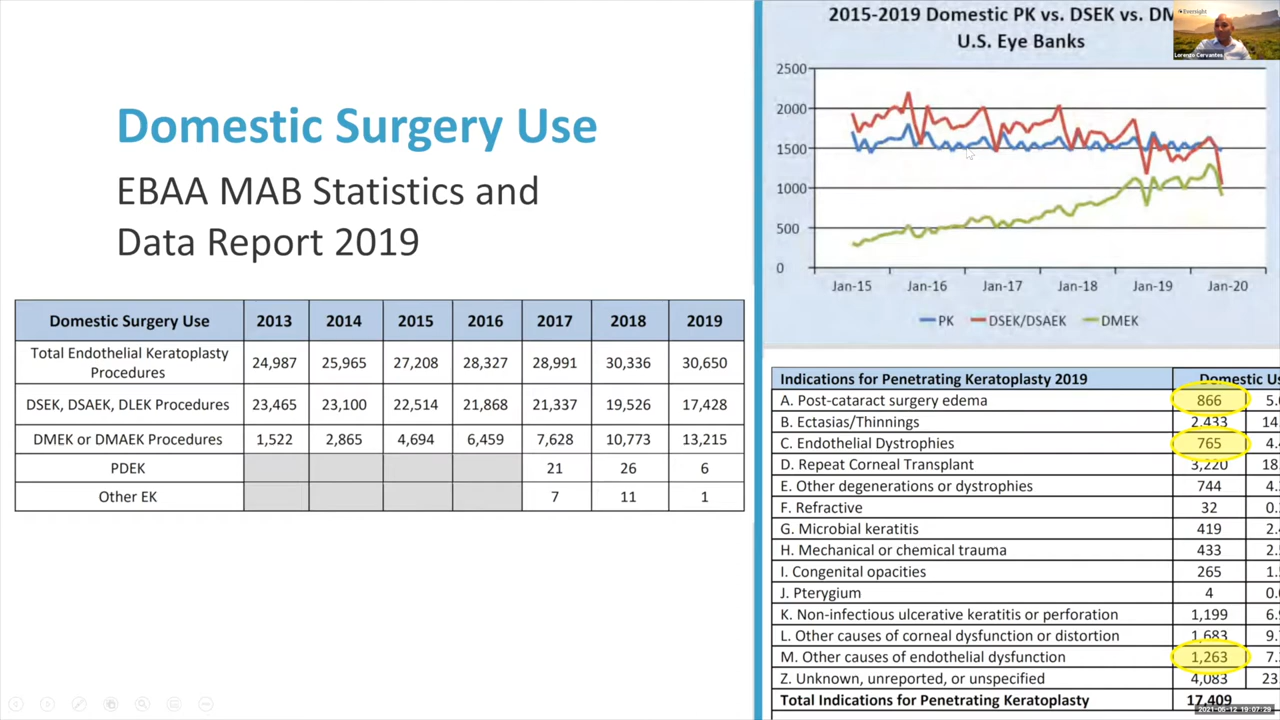 Domestic Surgery Use
EBAA MAB Statistics and
Data Report 2019
Domestic Surgery Use 2013 2014 2015 2016 2017 2018 2019
Total Endothelial Keratoplasty
Procedures 24,987 25,965 27,208 28,327 28,991 30,336 30,650
DSEK, DSAEK, DLEK Procedures 23,465 23,100 22,514 21,868 21,337 19,526 17,428
DMEK or DMAEK Procedures 1,522 2,865 4,694 6,459 7,628 10,773 13,215
PDEK 21 26 6
Other EK 7 11 1
2015-2019 Domestic PK vs. DSEK vs.
U.S. Eye Banks
Eversight
Lorenzo Cervantes
2500
2000
1500
1000
500
0
Jan-15 Jan-16 Jan-17 Jan-18 Jan-19 Jan-20
PK DSEK/DSAEK DMEK
Indications for Penetrating Keratoplasty 2019 Domestic
A. Post-cataract surgery edema 866
B. Ectasias/Thinnings 2,433
C. Endothelial Dystrophies 765
D. Repeat Corneal Transplant 3,220
E. Other degenerations or dystrophies 744
F. Refractive 32
G. Microbial keratitis 419
H. Mechanical or chemical trauma 433
I. Congenital opacities 265
J. Pterygium 4
K. Non-infectious ulcerative keratitis or perforation 1,199
L. Other causes of corneal dysfunction or distortion 1,683
M. Other causes of endothelial dysfunction 1,263
Z. Unknown, unreported, or unspecified 4,083
Total Indications for Penetrating Keratoplasty 17,409
2021-06-12 19:07:29